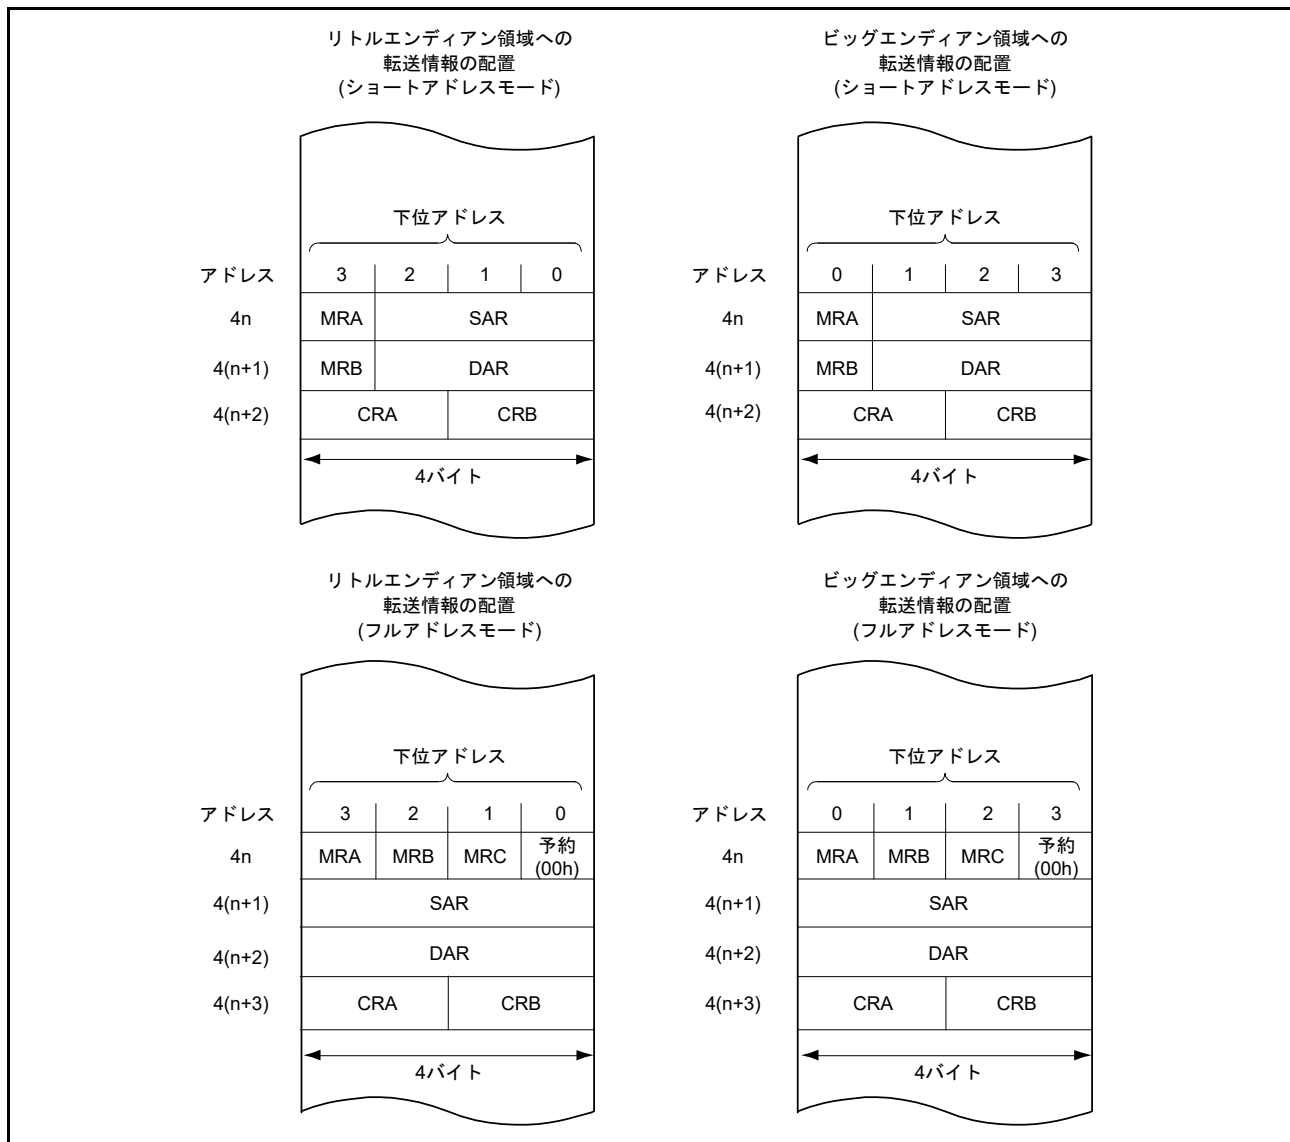 リトルエンディアン領域への
転送情報の配置
(ショートアドレスモード)
下位アドレス
アドレス 3 2 1 0
4n MRA SAR
4(n+1) MRB DAR
4(n+2) CRA CRB
4バイト
ビッグエンディアン領域への
転送情報の配置
(ショートアドレスモード)
下位アドレス
アドレス 0 1 2 3
4n MRA SAR
4(n+1) MRB DAR
4(n+2) CRA CRB
4バイト
リトルエンディアン領域への
転送情報の配置
(フルアドレスモード)
下位アドレス
アドレス 3 2 1 0
4n MRA MRB MRC 予約
(00h)
4(n+1) SAR
4(n+2) DAR
4(n+3) CRA CRB
4バイト
ビッグエンディアン領域への
転送情報の配置
(フルアドレスモード)
下位アドレス
アドレス 0 1 2 3
4n MRA MRB MRC 予約
(00h)
4(n+1) SAR
4(n+2) DAR
4(n+3) CRA CRB
4バイト